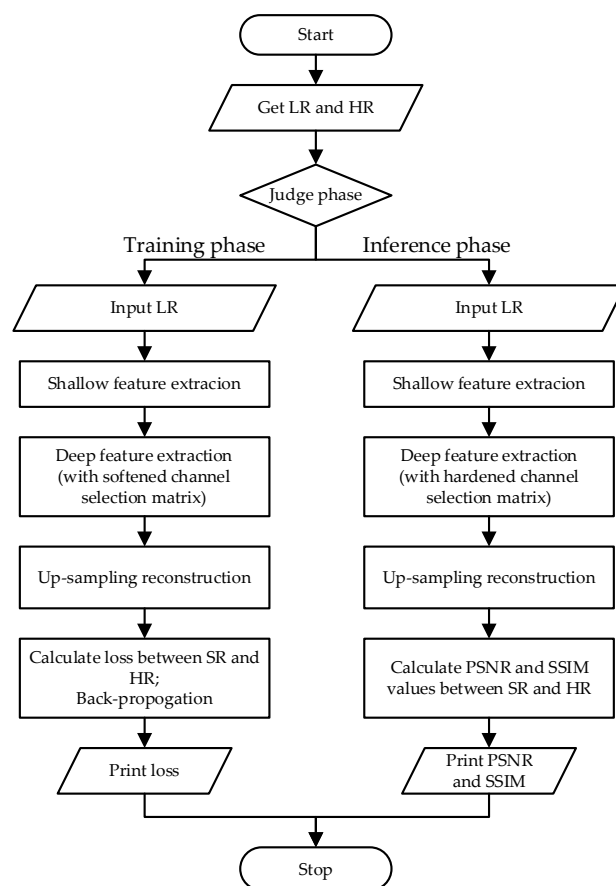 Start
Get LR and HR
Judge phase
Training phase
Inference phase
Input LR
Shallow feature extracion
Deep feature extraction
(with softened channel
selection matrix)
Up-sampling reconstruction
Calculate loss between SR and
HR;
Back-propogation
Print loss
Input LR
Shallow feature extracion
Deep feature extraction
(with hardened channel
selection matrix)
Up-sampling reconstruction
Calculate PSNR and SSIM
values between SR and HR
Print PSNR
and SSIM
Stop